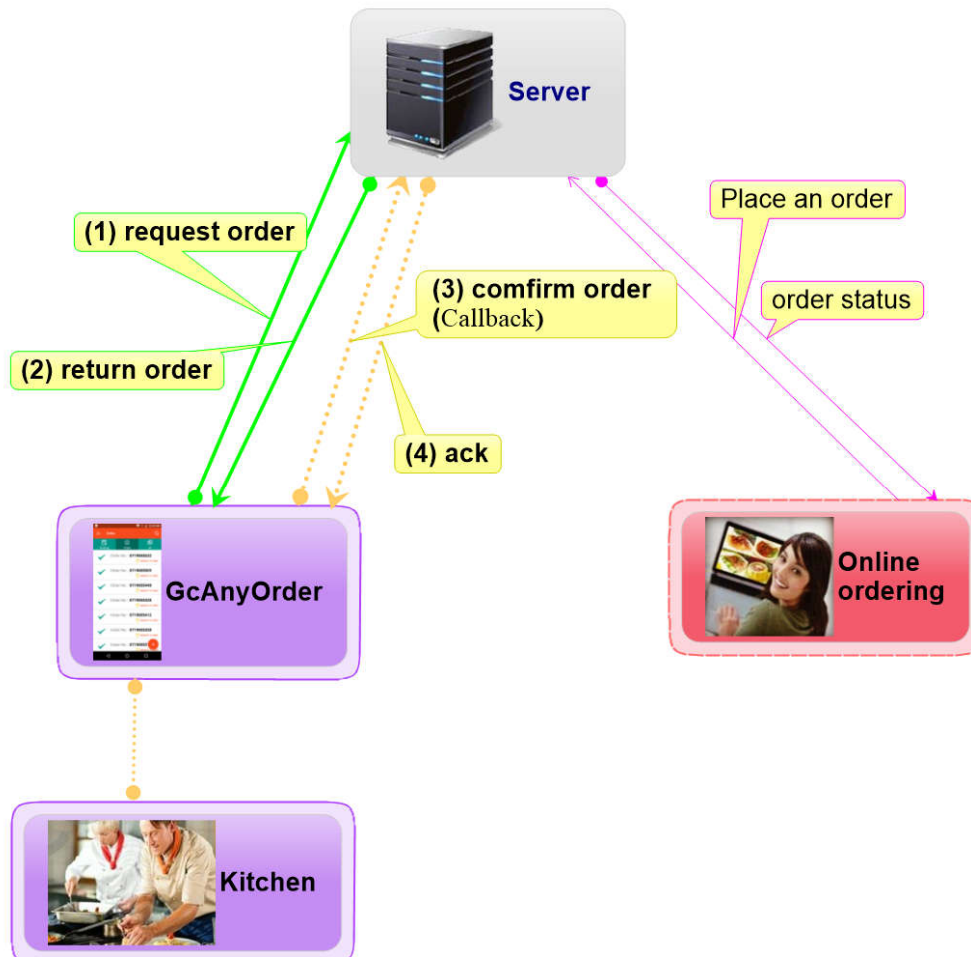 Server
Place an order
(1) request order
order status
(3) comfirm order
(Callback)
(2) return order
(4) ack
GcAnyOrder
Online
ordering
Kitchen